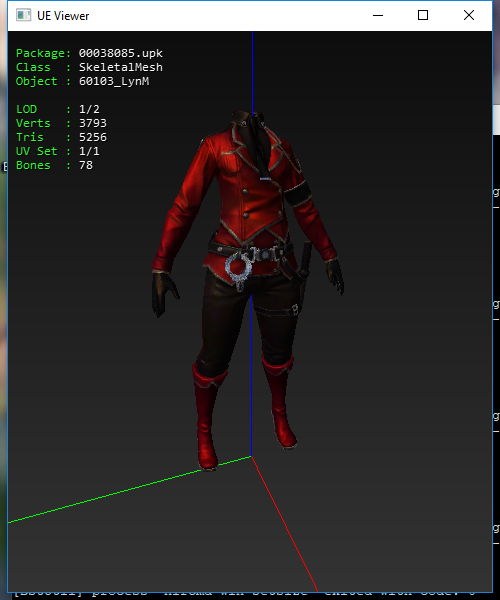 UE Viewer
Package: 00038085.upk
Class : SkeletalMesh
Object : 60103_LynM
LOD : 1/2
Verts : 3793
Tris : 5256
UV Set : 1/1
Bones : 78